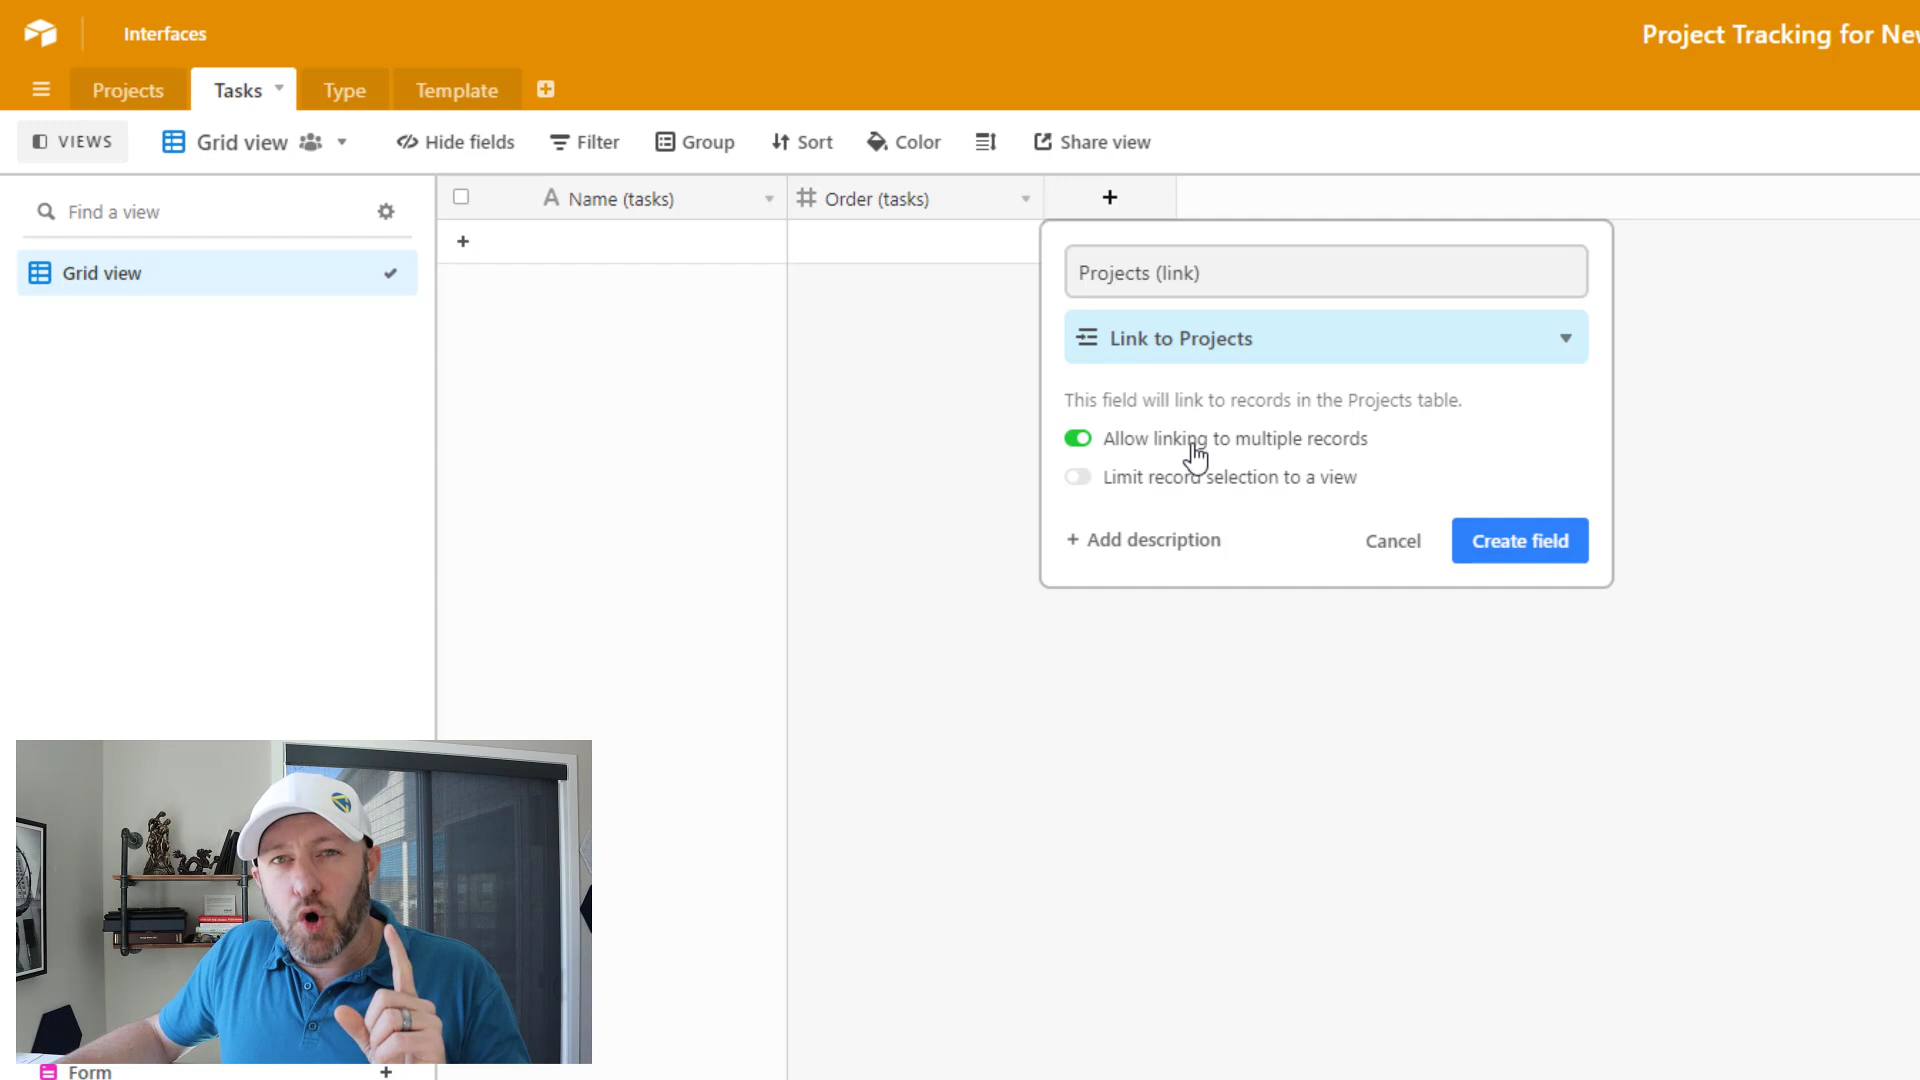 Interfaces
Project Tracking for New
Projects
Tasks
Type
Template
VIEWS
Grid view
Hide fields
Filter
Group
Sort
Color
Share view
Find a view
Name (tasks)
Order (tasks)
Grid view
Projects (link)
Link to Projects
This field will link to records in the Projects table.
Allow linking to multiple records
Limit record selection to a view
+ Add description
Cancel
Create field
Form